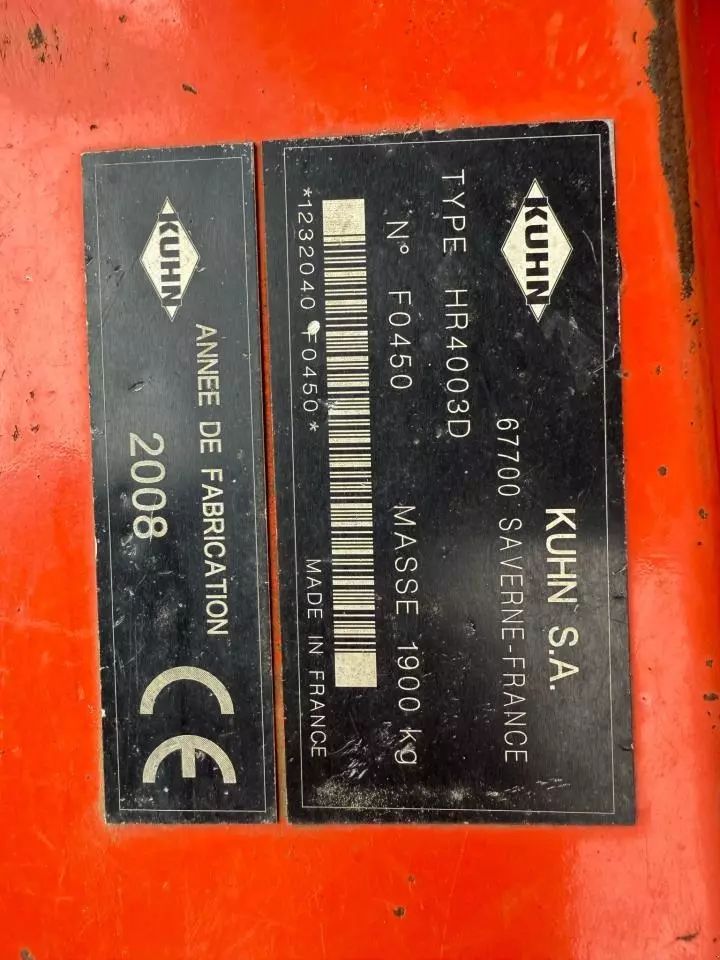 KUHN
KUHN S.A.
67700 SAVERNE-FRANCE
TYPE HR4003D
N° F0450 MASSE 1900 kg
*1232040 F0450*
MADE IN FRANCE
KUHN
ANNEE DE FABRICATION
2008
CE